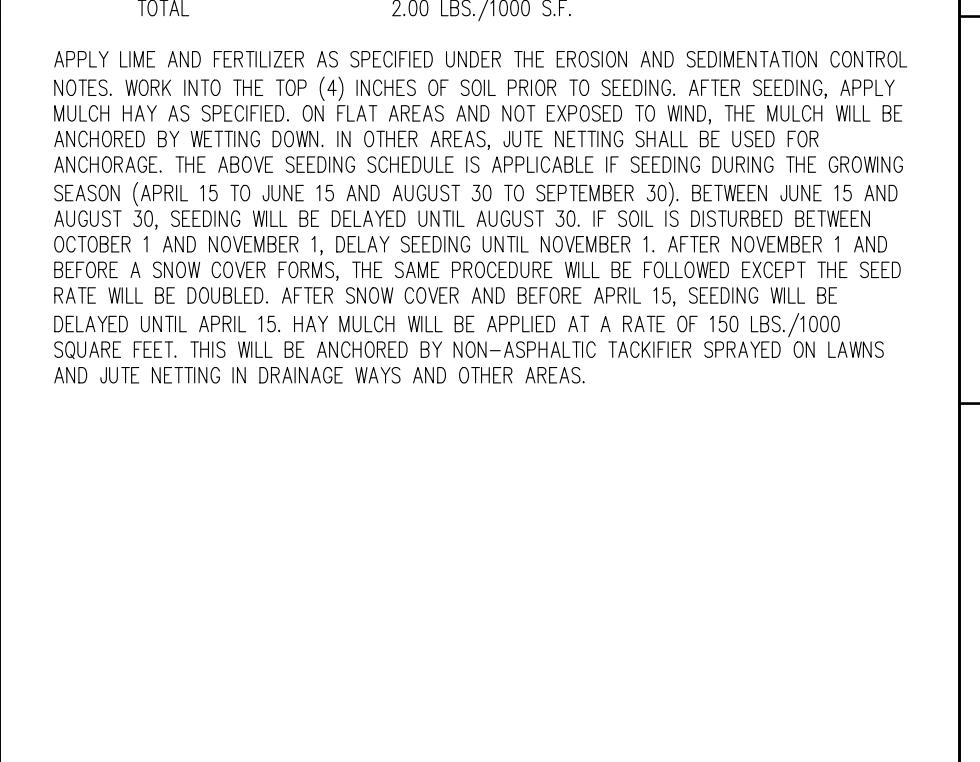 TOTAL 2.00 LBS./1000 S.F.
APPLY LIME AND FERTILIZER AS SPECIFIED UNDER THE EROSION AND SEDIMENTATION CONTROL
NOTES. WORK INTO THE TOP (4) INCHES OF SOIL PRIOR TO SEEDING. AFTER SEEDING, APPLY
MULCH HAY AS SPECIFIED. ON FLAT AREAS AND NOT EXPOSED TO WIND, THE MULCH WILL BE
ANCHORED BY WETTING DOWN. IN OTHER AREAS, JUTE NETTING SHALL BE USED FOR
ANCHORAGE. THE ABOVE SEEDING SCHEDULE IS APPLICABLE IF SEEDING DURING THE GROWING
SEASON (APRIL 15 TO JUNE 15 AND AUGUST 30 TO SEPTEMBER 30). BETWEEN JUNE 15 AND
AUGUST 30, SEEDING WILL BE DELAYED UNTIL AUGUST 30. IF SOIL IS DISTURBED BETWEEN
OCTOBER 1 AND NOVEMBER 1, DELAY SEEDING UNTIL NOVEMBER 1. AFTER NOVEMBER 1 AND
BEFORE A SNOW COVER FORMS, THE SAME PROCEDURE WILL BE FOLLOWED EXCEPT THE SEED
RATE WILL BE DOUBLED. AFTER SNOW COVER AND BEFORE APRIL 15, SEEDING WILL BE
DELAYED UNTIL APRIL 15. HAY MULCH WILL BE APPLIED AT A RATE OF 150 LBS./1000
SQUARE FEET. THIS WILL BE ANCHORED BY NON-ASPHALTIC TACKIFIER SPRAYED ON LAWNS
AND JUTE NETTING IN DRAINAGE WAYS AND OTHER AREAS.